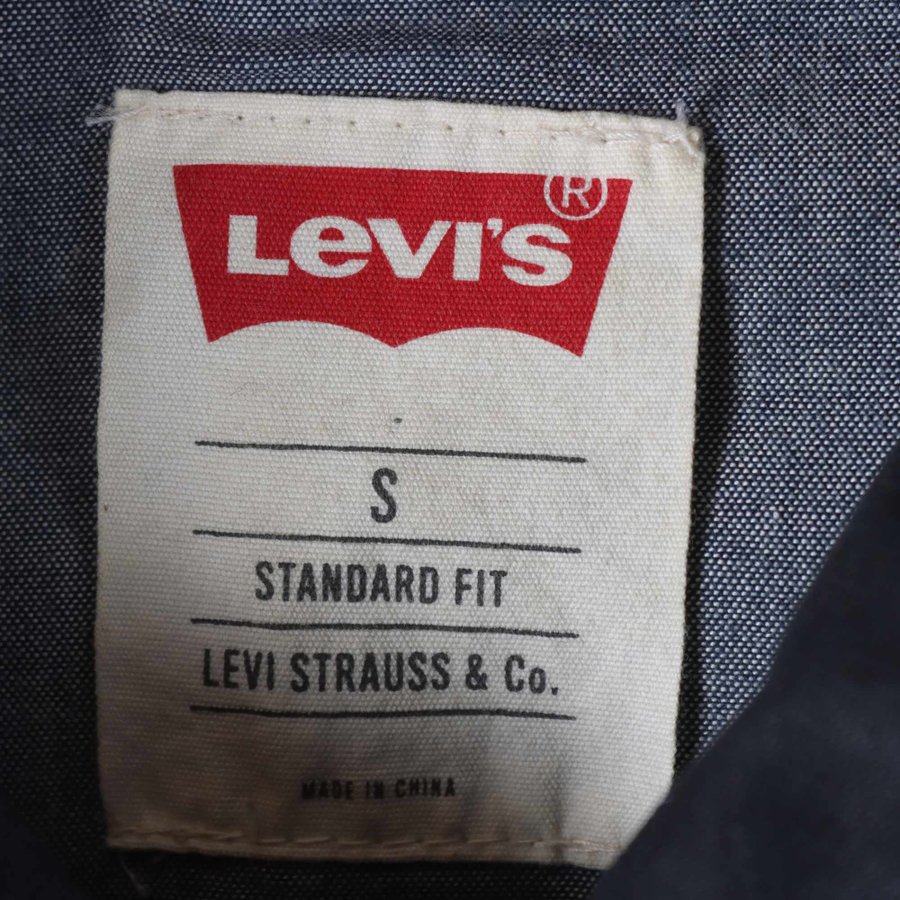 LEVI'S®
S
STANDARD FIT
LEVI STRAUSS & Co.
MADE IN CHINA